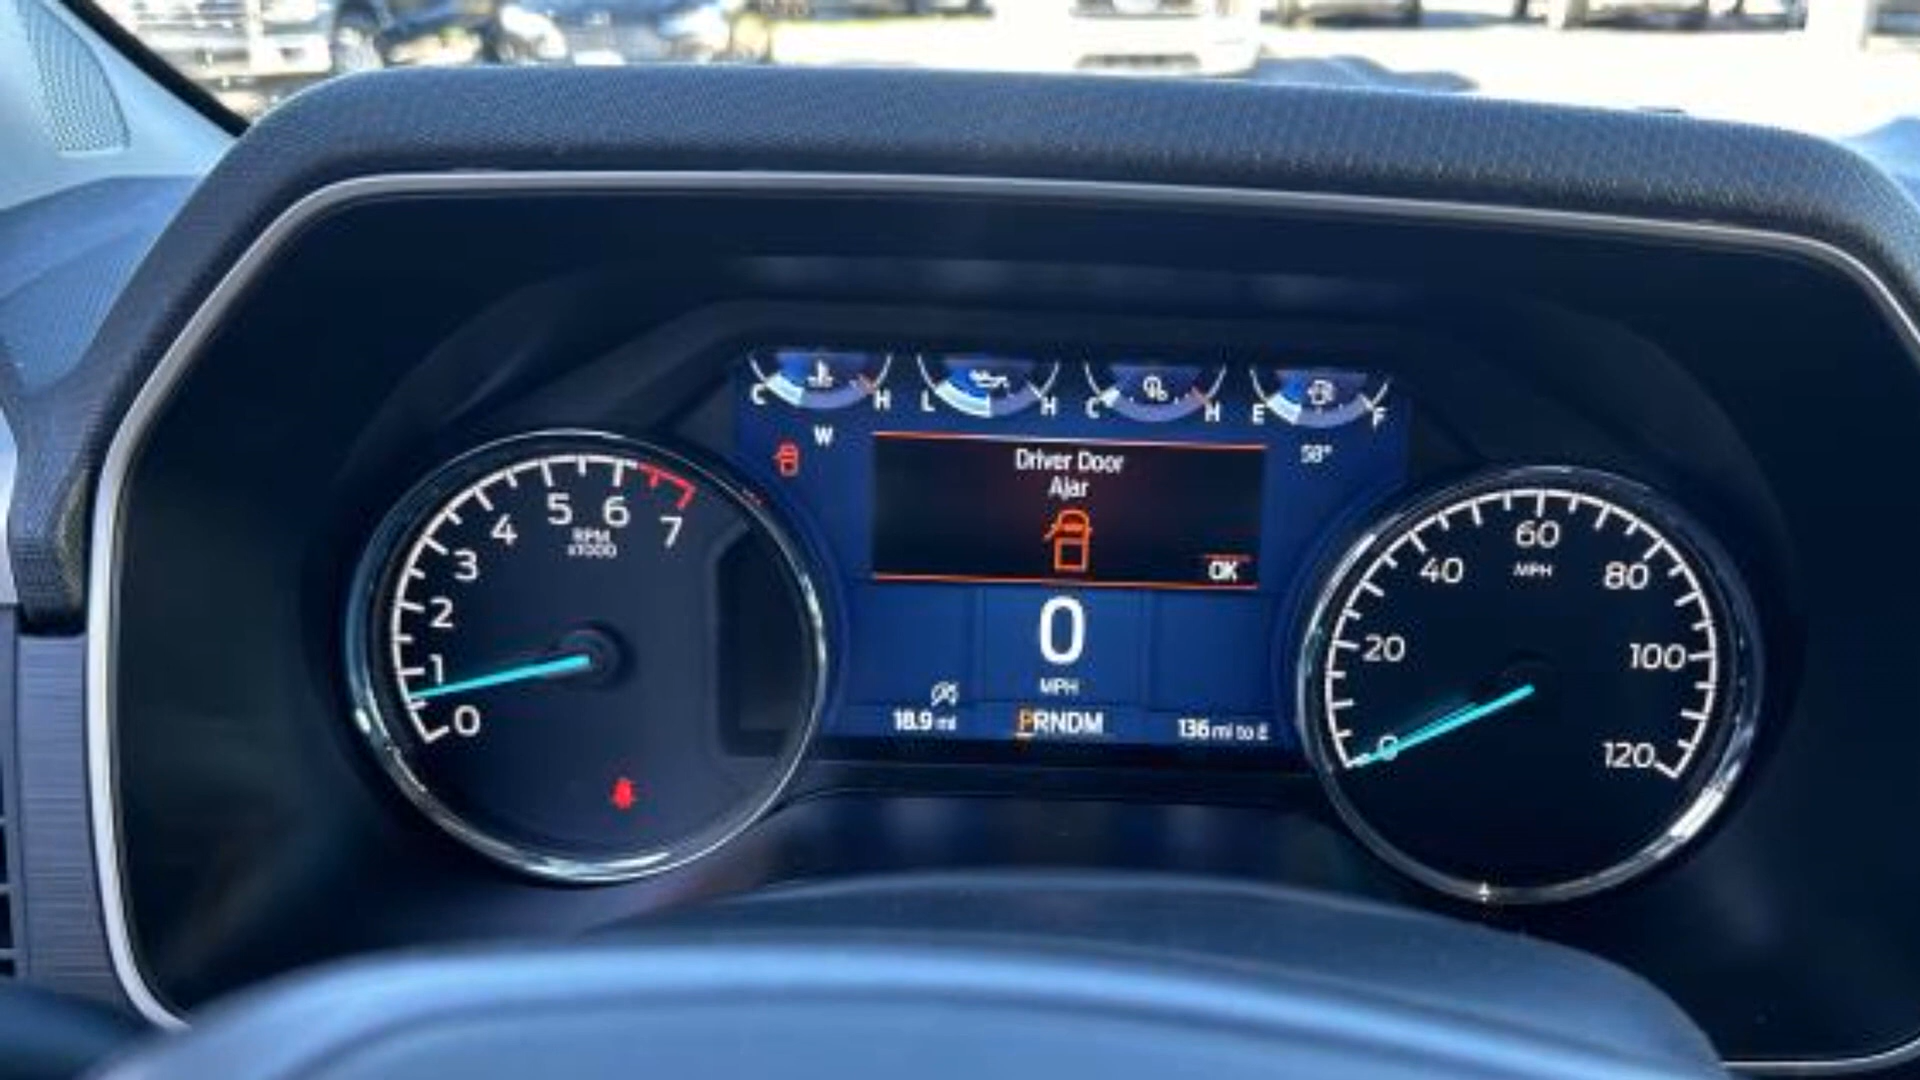 C H
L H
C H
E F
W
58°
Driver Door
Ajar
OK
0
MPH
18.9 mi
PRNDM
136 mi to E
0
1
2
3
4
5
6
7
RPM
x1000
0
20
40
60
80
100
120
MPH